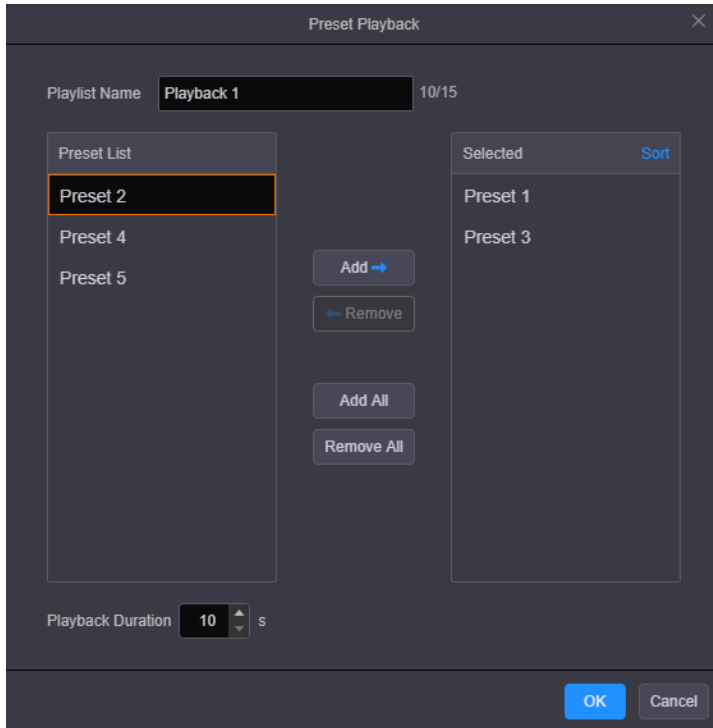 Preset Playback
Playlist Name Playback 1 10/15
Preset List
Preset 2
Preset 4
Preset 5
Add
Remove
Add All
Remove All
Selected Sort
Preset 1
Preset 3
Playback Duration 10 s
OK Cancel